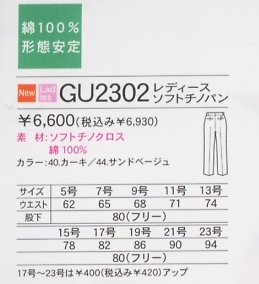 綿100%
形態安定
New Ladies GU2302 レディース ソフトチノパン
¥6,600(税込み¥6,930)
素 材:ソフトチノクロス
綿100%
カラー:40.カーキ/44.サンドベージュ
サイズ 5号 7号 9号 11号 13号
ウエスト 62 65 68 71 74
股下 80(フリー)
15号 17号 19号 21号 23号
78 82 86 90 94
80(フリー)
17号~23号は¥400(税込み¥420)アップ